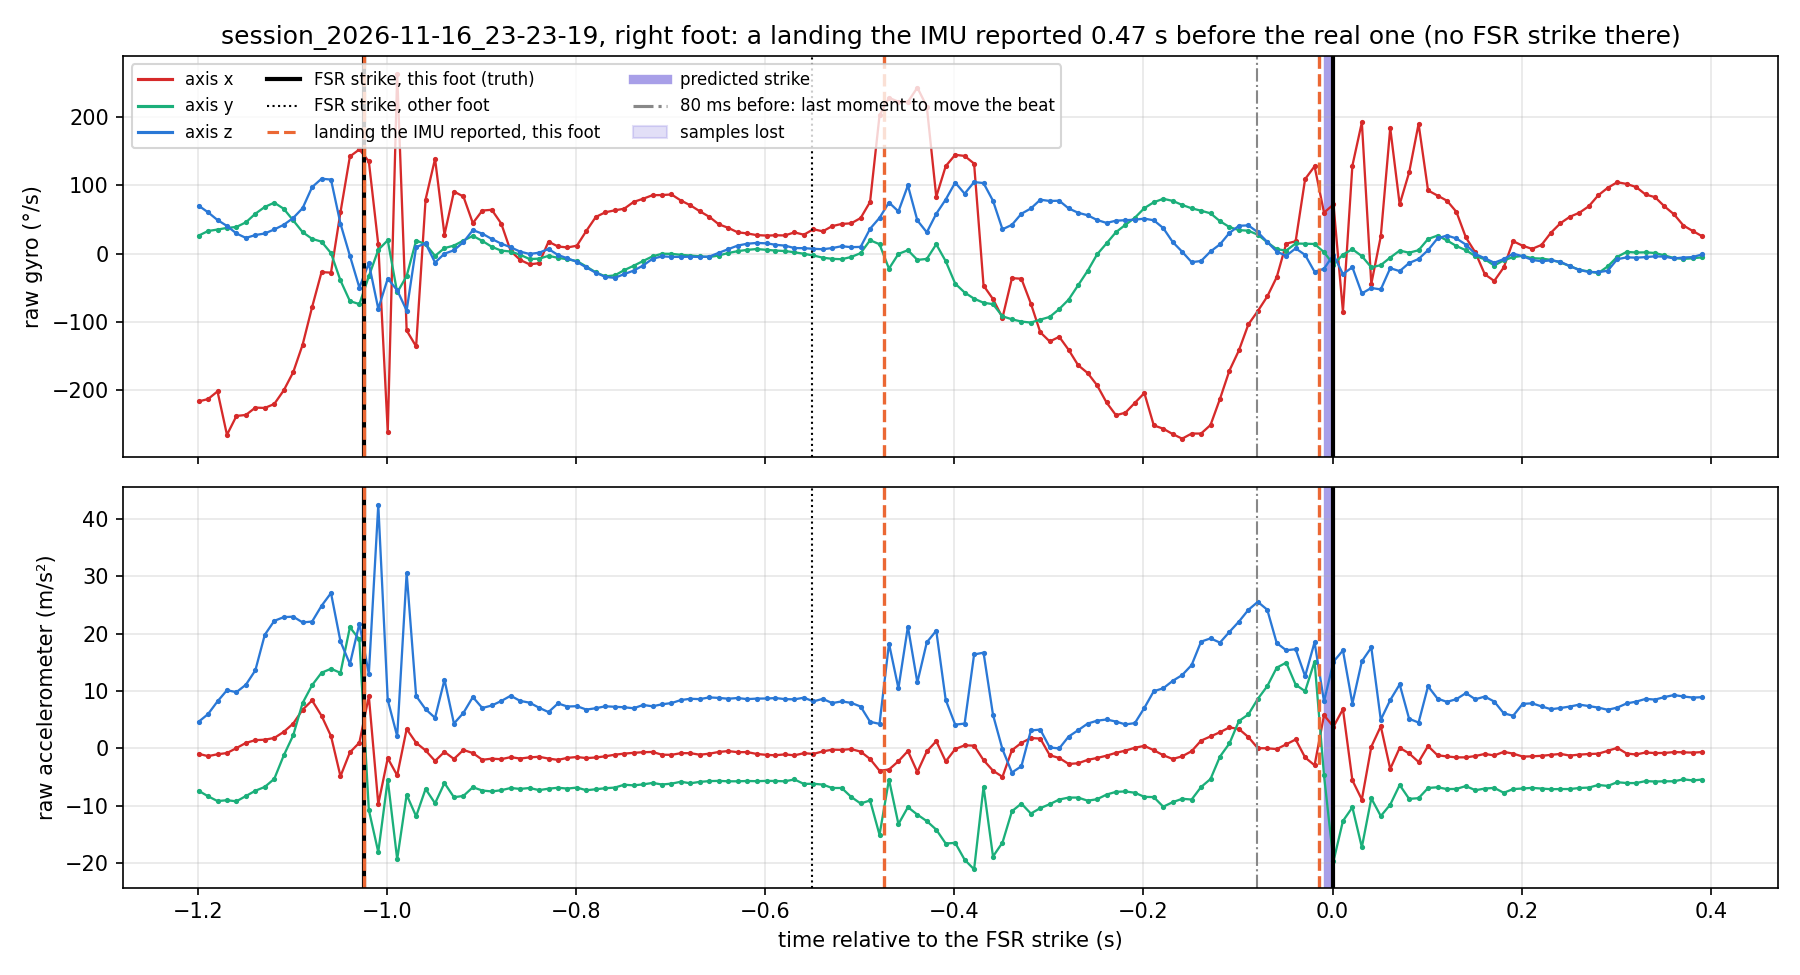 session_2026-11-16_23-23-19, right foot: a landing the IMU reported 0.47 s before the real one (no FSR strike there)
axis x
axis y
axis z
FSR strike, this foot (truth)
FSR strike, other foot
landing the IMU reported, this foot
predicted strike
80 ms before: last moment to move the beat
samples lost
raw gyro (°/s)
200
100
0
−100
−200
raw accelerometer (m/s²)
40
30
20
10
0
−10
−20
−1.2 −1.0 −0.8 −0.6 −0.4 −0.2 0.0 0.2 0.4
time relative to the FSR strike (s)